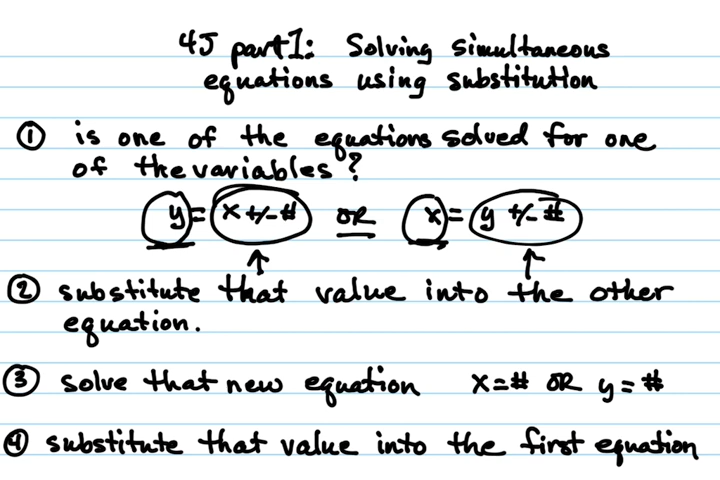 4J part1: Solving simultaneous
equations using substitution
① is one of the equations solved for one
of the variables?
y = x +/- # OR x = y +/- #
② substitute that value into the other
equation.
③ solve that new equation x=# OR y=#
④ substitute that value into the first equation